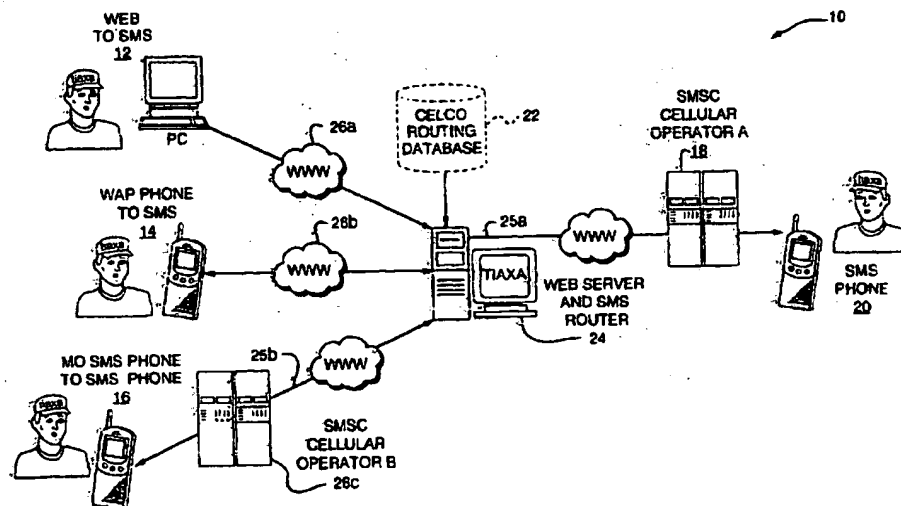 10
WEB
TO SMS
12
PC
26a
WWW
CELCO
ROUTING
DATABASE
22
SMSC
CELLULAR
OPERATOR A
18
WAP PHONE
TO SMS
14
26b
WWW
25a
WWW
TIAXA
WEB SERVER
AND SMS
ROUTER
24
tiaxa
SMS
PHONE
20
MO SMS PHONE
TO SMS PHONE
16
25b
WWW
SMSC
CELLULAR
OPERATOR B
26c